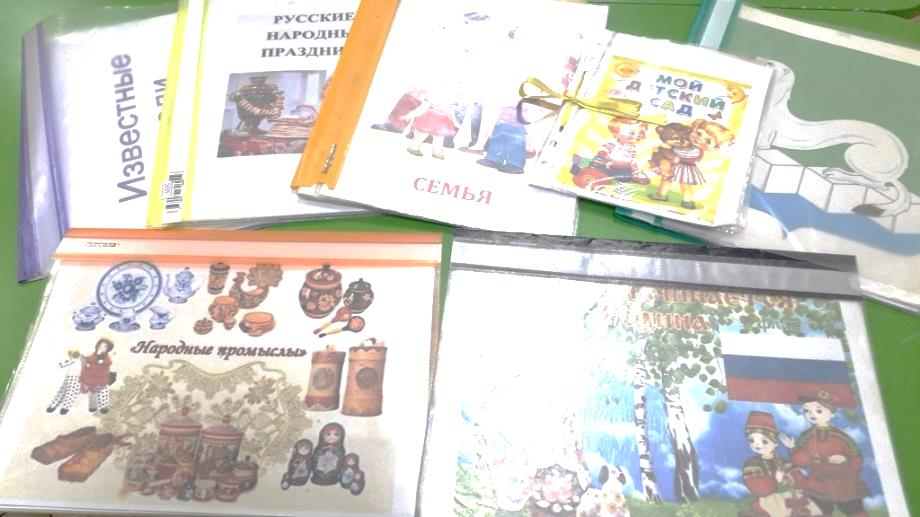 Известные
РУССКИЕ
НАРОДНЫ
ПРАЗДНИ
СЕМЬЯ
МОЙ
ДЕТСКИЙ
САД
«Народные промыслы»